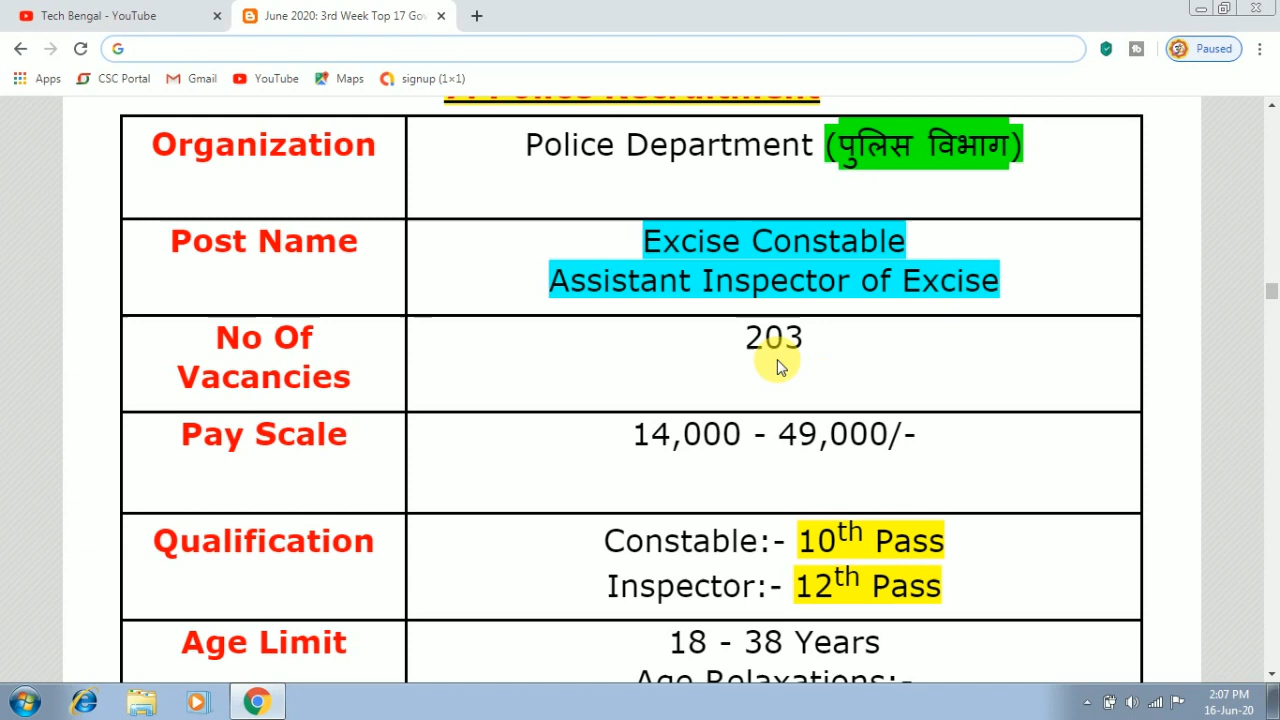 Tech Bengal - YouTube
June 2020: 3rd Week Top 17 Gov
Paused
Apps
CSC Portal
Gmail
YouTube
Maps
signup (1×1)
Organization
Police Department (पुलिस विभाग)
Post Name
Excise Constable
Assistant Inspector of Excise
No Of
Vacancies
203
Pay Scale
14,000 - 49,000/-
Qualification
Constable:- 10th Pass
Inspector:- 12th Pass
Age Limit
18 - 38 Years
Age Relaxations:-
2:07 PM
16-Jun-20